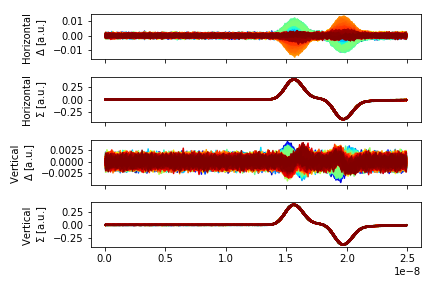 Horizontal
Δ [a.u.]
0.01
0.00
−0.01
Horizontal
Σ [a.u.]
0.25
0.00
−0.25
Vertical
Δ [a.u.]
0.0025
0.0000
−0.0025
Vertical
Σ [a.u.]
0.25
0.00
−0.25
0.0 0.5 1.0 1.5 2.0 2.5
1e−8